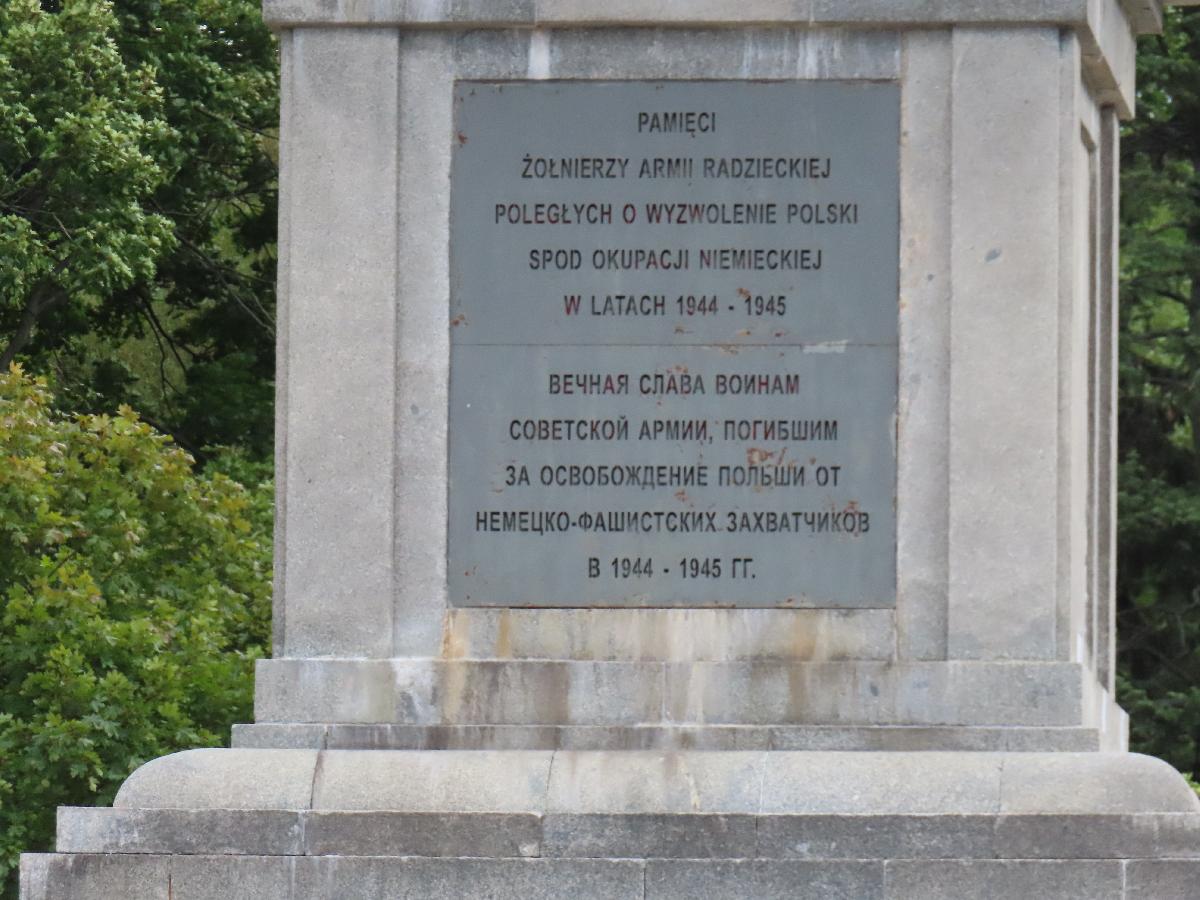 PAMIĘCI
ŻOŁNIERZY ARMII RADZIECKIEJ
POLEGŁYCH O WYZWOLENIE POLSKI
SPOD OKUPACJI NIEMIECKIEJ
W LATACH 1944 - 1945
ВЕЧНАЯ СЛАВА ВОИНАМ
СОВЕТСКОЙ АРМИИ, ПОГИБШИМ
ЗА ОСВОБОЖДЕНИЕ ПОЛЬШИ ОТ
НЕМЕЦКО-ФАШИСТСКИХ ЗАХВАТЧИКОВ
В 1944 - 1945 ГГ.